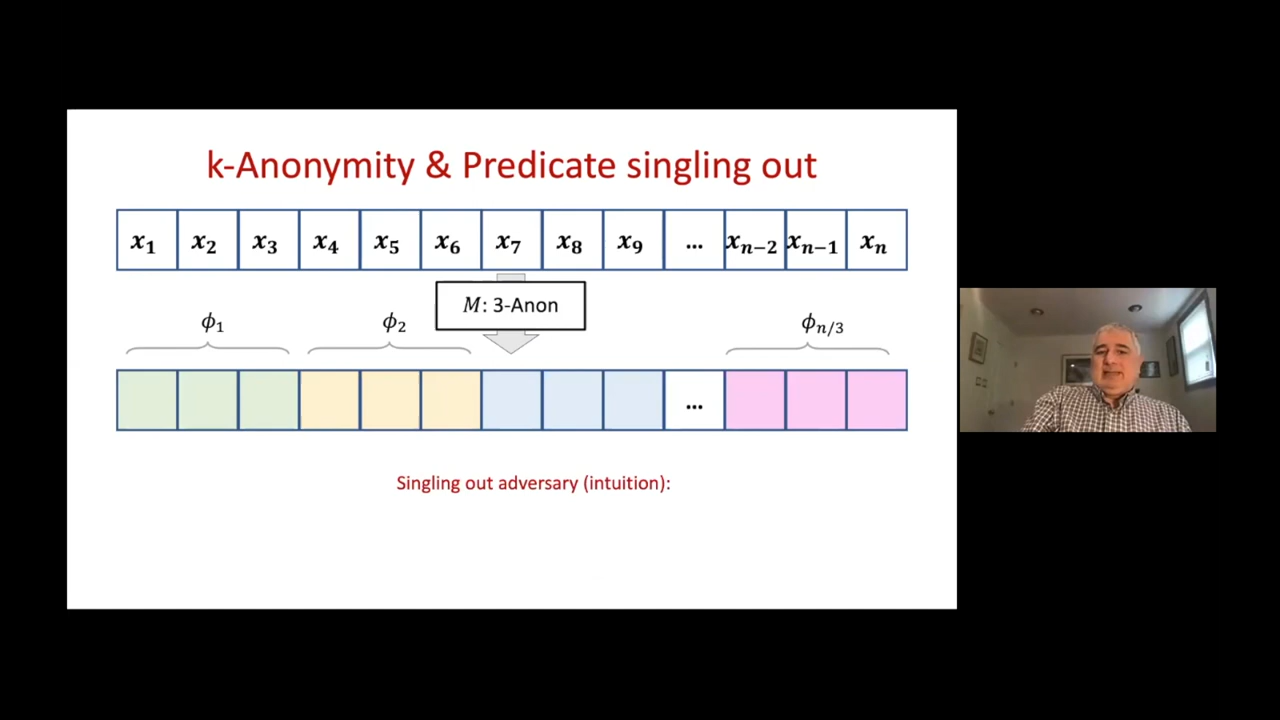 k-Anonymity & Predicate singling out
x₁ x₂ x₃ x₄ x₅ x₆ x₇ x₈ x₉ ... xₙ₋₂ xₙ₋₁ xₙ
M: 3-Anon
ϕ₁ ϕ₂ ϕ_{n/3}
...
Singling out adversary (intuition):